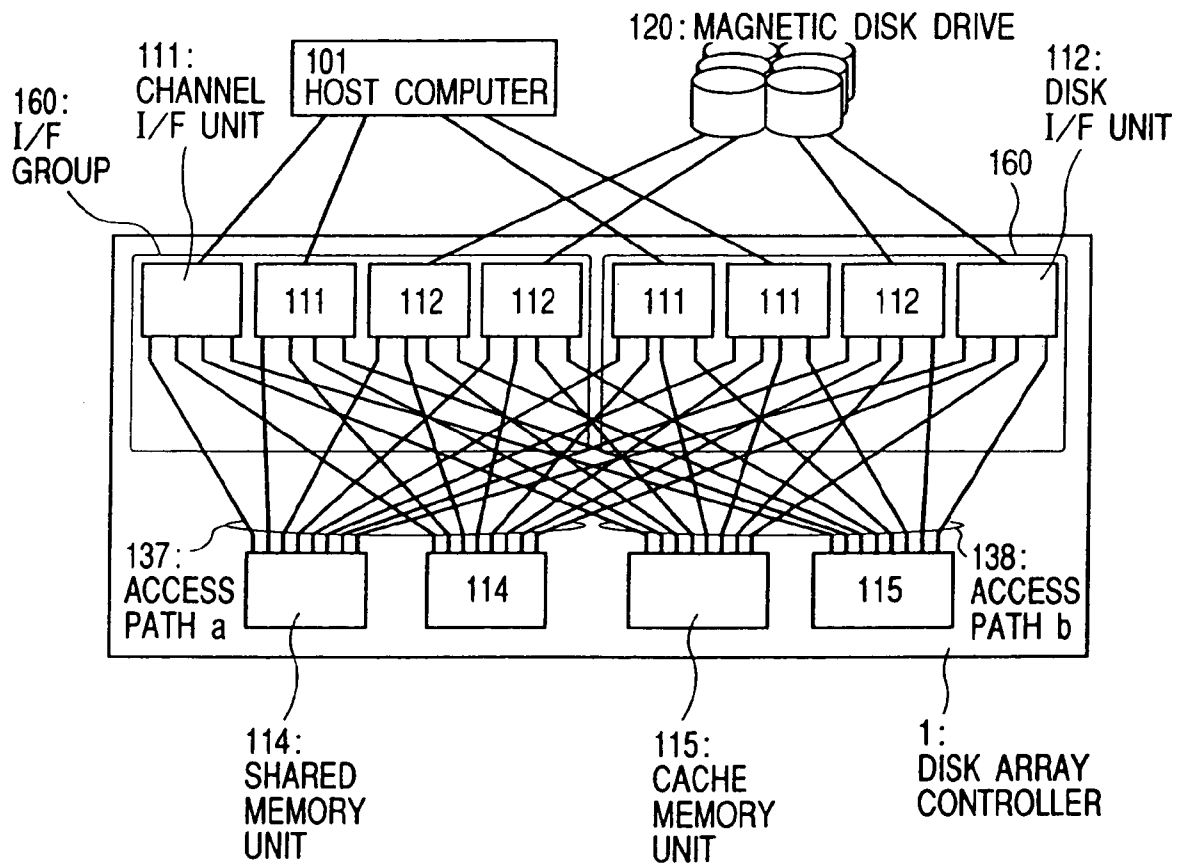 120: MAGNETIC DISK DRIVE
101
HOST COMPUTER
111:
CHANNEL
I/F UNIT
112:
DISK
I/F UNIT
160:
I/F
GROUP
160
111
112
112
111
111
112
137:
ACCESS
PATH a
114
115
138:
ACCESS
PATH b
114:
SHARED
MEMORY
UNIT
115:
CACHE
MEMORY
UNIT
1:
DISK ARRAY
CONTROLLER